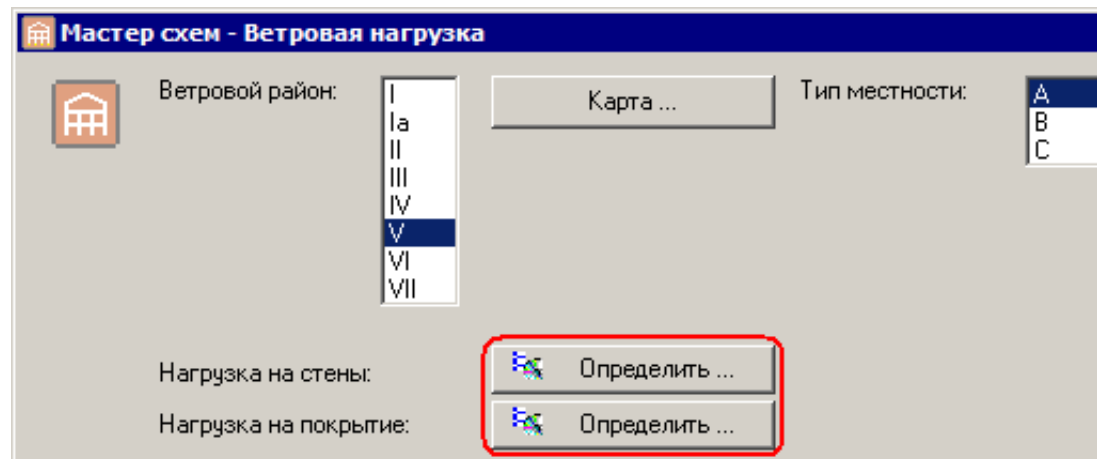 Мастер схем - Ветровая нагрузка
Ветровой район:
I
Ia
II
III
IV
V
VI
VII
Карта ...
Тип местности:
A
B
C
Нагрузка на стены:
Определить ...
Нагрузка на покрытие:
Определить ...